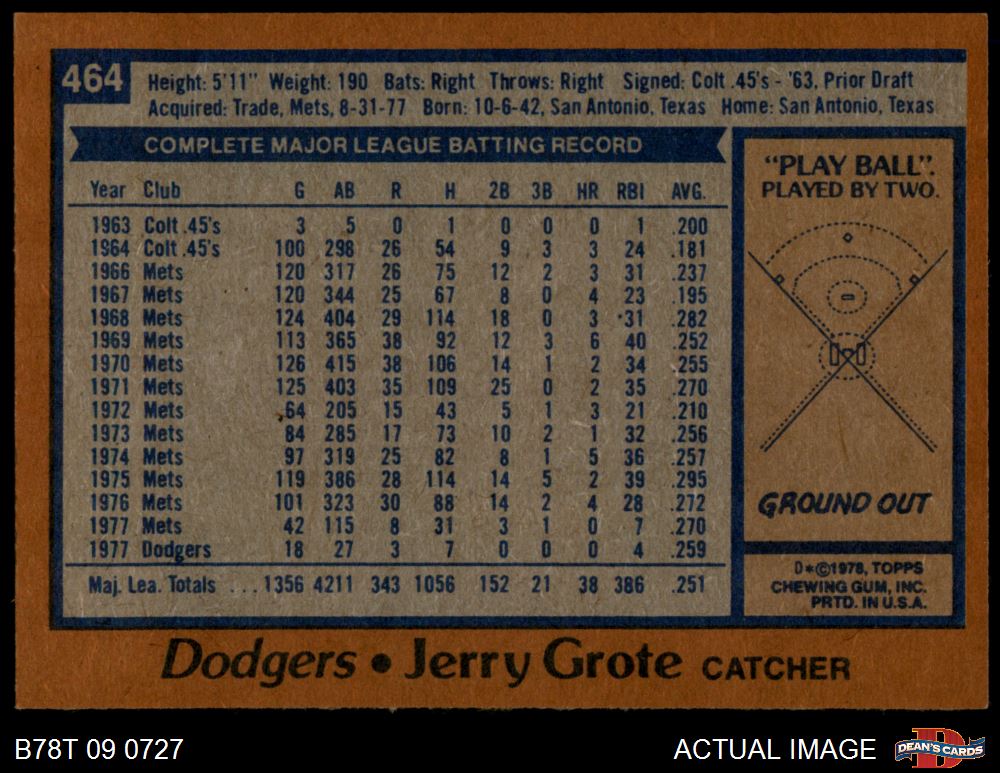 464
Height: 5'11" Weight: 190 Bats: Right Throws: Right Signed: Colt .45's - '63, Prior Draft
Acquired: Trade, Mets, 8-31-77 Born: 10-6-42, San Antonio, Texas Home: San Antonio, Texas
COMPLETE MAJOR LEAGUE BATTING RECORD
Year Club G AB R H 2B 3B HR RBI AVG.
1963 Colt .45's 3 5 0 1 0 0 0 1 .200
1964 Colt .45's 100 298 26 54 9 3 3 24 .181
1966 Mets 120 317 26 75 12 2 3 31 .237
1967 Mets 120 344 25 67 8 0 4 23 .195
1968 Mets 124 404 29 114 18 0 3 31 .282
1969 Mets 113 365 38 92 12 3 6 40 .252
1970 Mets 126 415 38 106 14 1 2 34 .255
1971 Mets 125 403 35 109 25 0 2 35 .270
1972 Mets 64 205 15 43 5 1 3 21 .210
1973 Mets 84 285 17 73 10 2 1 32 .256
1974 Mets 97 319 25 82 8 1 5 36 .257
1975 Mets 119 386 28 114 14 5 2 39 .295
1976 Mets 101 323 30 88 14 2 4 28 .272
1977 Mets 42 115 8 31 3 1 0 7 .270
1977 Dodgers 18 27 3 7 0 0 0 4 .259
Maj. Lea. Totals ... 1356 4211 343 1056 152 21 38 386 .251
"PLAY BALL".
PLAYED BY TWO.
GROUND OUT
D*©1978, TOPPS
CHEWING GUM, INC.
PRTD. IN U.S.A.
Dodgers • Jerry Grote CATCHER
B78T 09 0727
ACTUAL IMAGE
D
DEAN'S CARDS